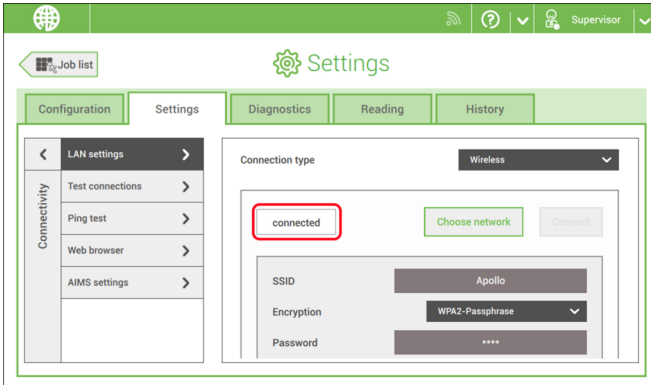 Supervisor
Job list
Settings
Configuration
Settings
Diagnostics
Reading
History
Connectivity
LAN settings
Test connections
Ping test
Web browser
AIMS settings
Connection type
Wireless
connected
Choose network
Connect
SSID
Apollo
Encryption
WPA2-Passphrase
Password
****